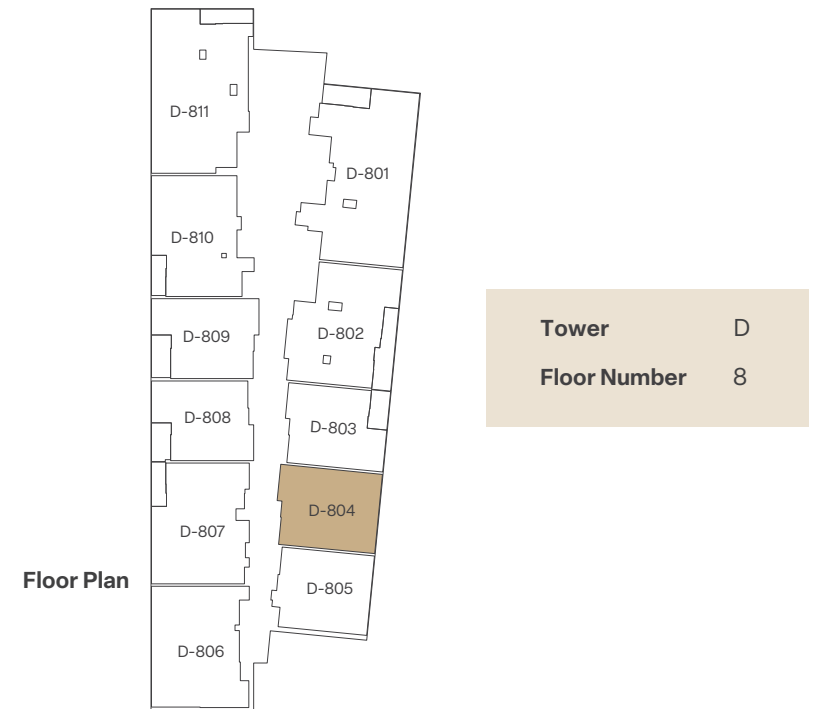 D-811
D-801
D-810
D-802
D-809
D-808
D-803
D-804
D-807
D-805
D-806
Floor Plan
Tower D
Floor Number 8